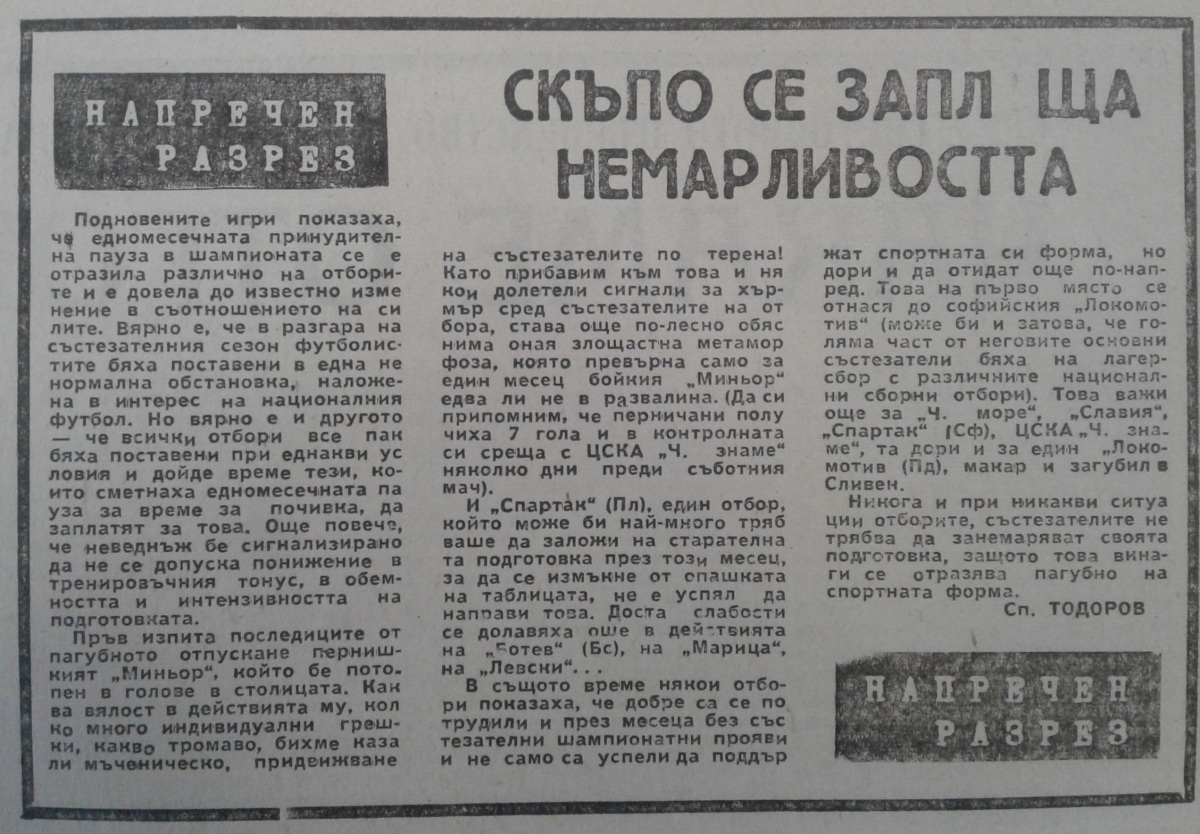 НАПРЕЧЕН
РАЗРЕЗ
СКЪПО СЕ ЗАПЛ ЩА
НЕМАРЛИВОСТТА
Подновените игри показаха,
че едномесечната принудител-
на пауза в шампионата се е
отразила различно на отбори-
те и е довела до известно изме
нение в съотношението на си
лите. Вярно е, че в разгара на
състезателния сезон футболис-
тите бяха поставени в една не
нормална обстановка, наложе-
на в интерес на националния
футбол. Но вярно е и другото
— че всички отбори все пак
бяха поставени при еднакви ус
ловия и дойде време тези, ко-
ито сметнаха едномесечната па
уза за време за почивка, да
заплатят за това. Още повече,
че неведнъж бе сигнализирано
да не се допуска понижение в
тренировъчния тонус, в обем-
ността и интензивността на
подготовката.
Пръв изпита последиците от
пагубното отпускане перниш-
кият „Миньор“, който бе пото-
пен в голове в столицата. Как
ва вялост в действията му, кол
ко много индивидуални греш-
ки, какво тромаво, бихме каза
ли мъченическо, придвижване
на състезателите по терена!
Като прибавим към това и ня
кои долетели сигнали за хър-
мър сред състезателите на от
бора, става още по-лесно обяс
нима оная злощастна метамор
фоза, която превърна само за
един месец бойкия „Миньор“
едва ли не в развалина. (Да си
припомним, че перничани полу
чиха 7 гола и в контролната
си среща с ЦСКА „Ч. знаме“
няколко дни преди съботния
мач).
И „Спартак“ (Пл), един отбор,
който може би най-много тряб
ваше да заложи на старателна
та подготовка през този месец,
за да се измъкне от опашката
на таблицата, не е успял да
направи това. Доста слабости
се долавяха още в действията
на „Ботев“ (Бс), на „Марица“,
на „Левски“...
В същото време някои отбо-
ри показаха, че добре са се по
трудили и през месеца без със
тезателни шампионатни прояви
и не само са успели да поддър
жат спортната си форма, но
дори и да отидат още по-нап-
ред. Това на първо място се
отнася до софийския „Локомо-
тив“ (може би и затова, че го-
ляма част от неговите основни
състезатели бяха на лагер-
сбор с различните национал-
ни сборни отбори). Това важи
още за „Ч. море“, „Славия“,
„Спартак“ (Сф), ЦСКА „Ч. зна-
ме“, та дори и за един „Локо-
мотив (Пд), макар и загубил в
Сливен.
Никога и при никакви ситуа
ции отборите, състезателите не
трябва да занемаряват своята
подготовка, защото това вина-
ги се отразява пагубно на
спортната форма.
Сп. ТОДОРОВ
НАПРЕЧЕН
РАЗРЕЗ